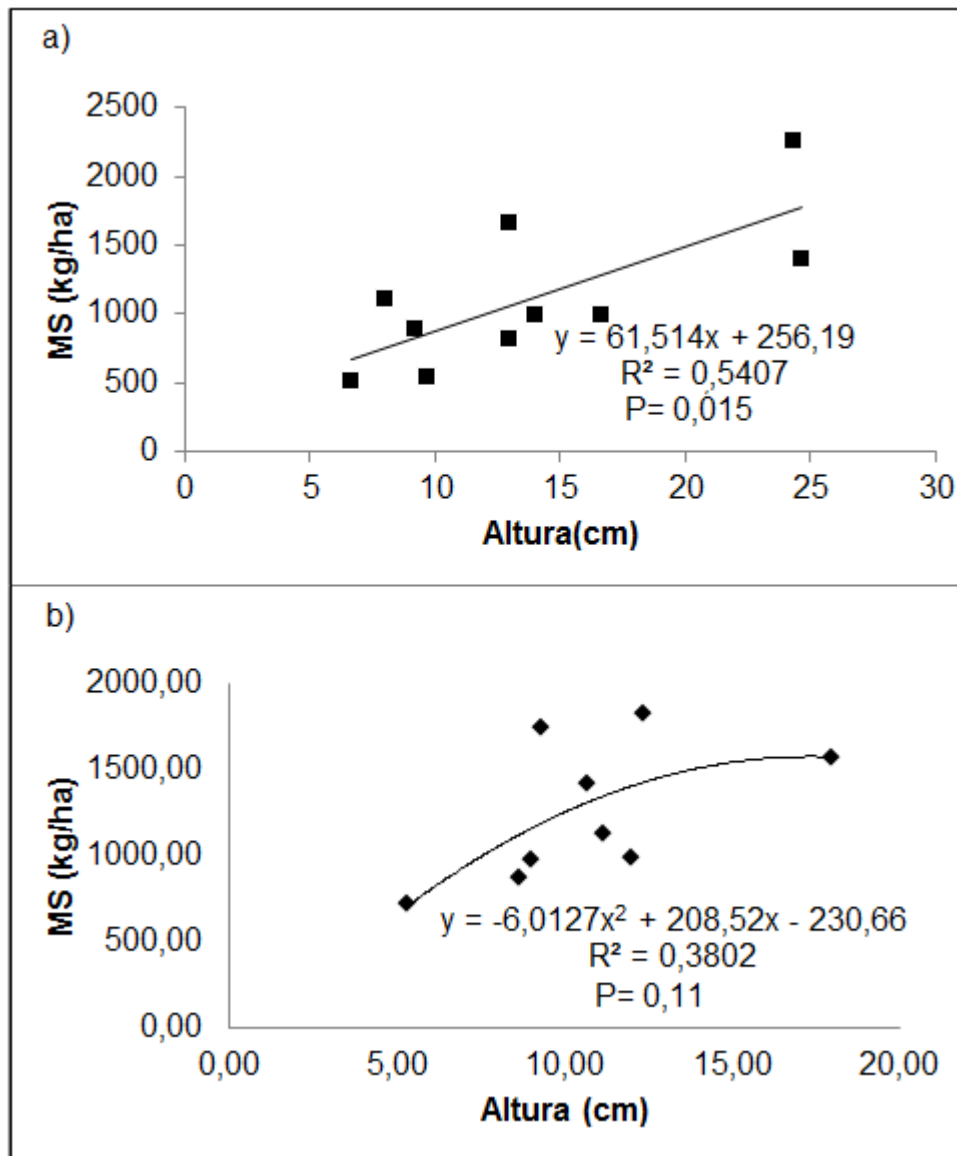 a)
2500
2000
1500
1000
500
0
MS (kg/ha)
y = 61,514x + 256,19
R² = 0,5407
P= 0,015
0 5 10 15 20 25 30
Altura(cm)
b)
2000,00
1500,00
1000,00
500,00
0,00
MS (kg/ha)
y = -6,0127x² + 208,52x - 230,66
R² = 0,3802
P= 0,11
0,00 5,00 10,00 15,00 20,00
Altura (cm)